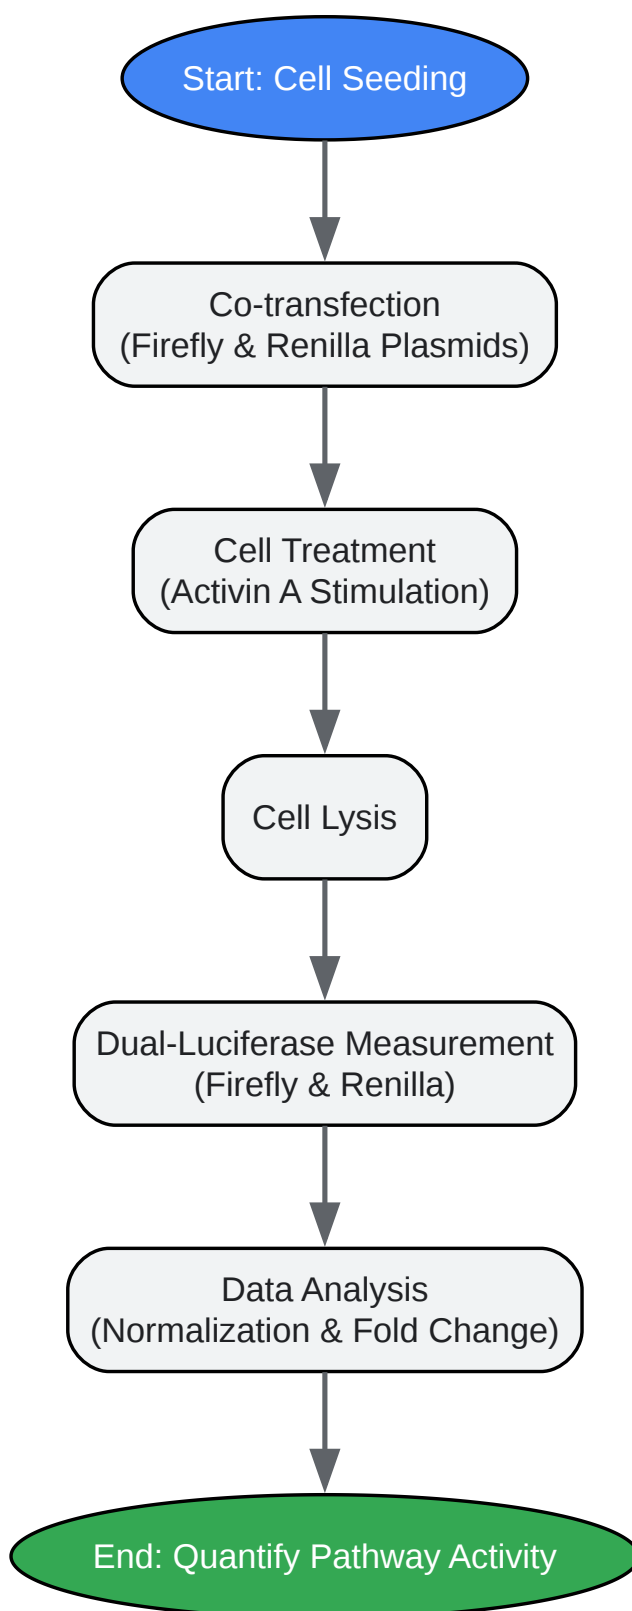 Start: Cell Seeding
Co-transfection
(Firefly & Renilla Plasmids)
Cell Treatment
(Activin A Stimulation)
Cell Lysis
Dual-Luciferase Measurement
(Firefly & Renilla)
Data Analysis
(Normalization & Fold Change)
End: Quantify Pathway Activity